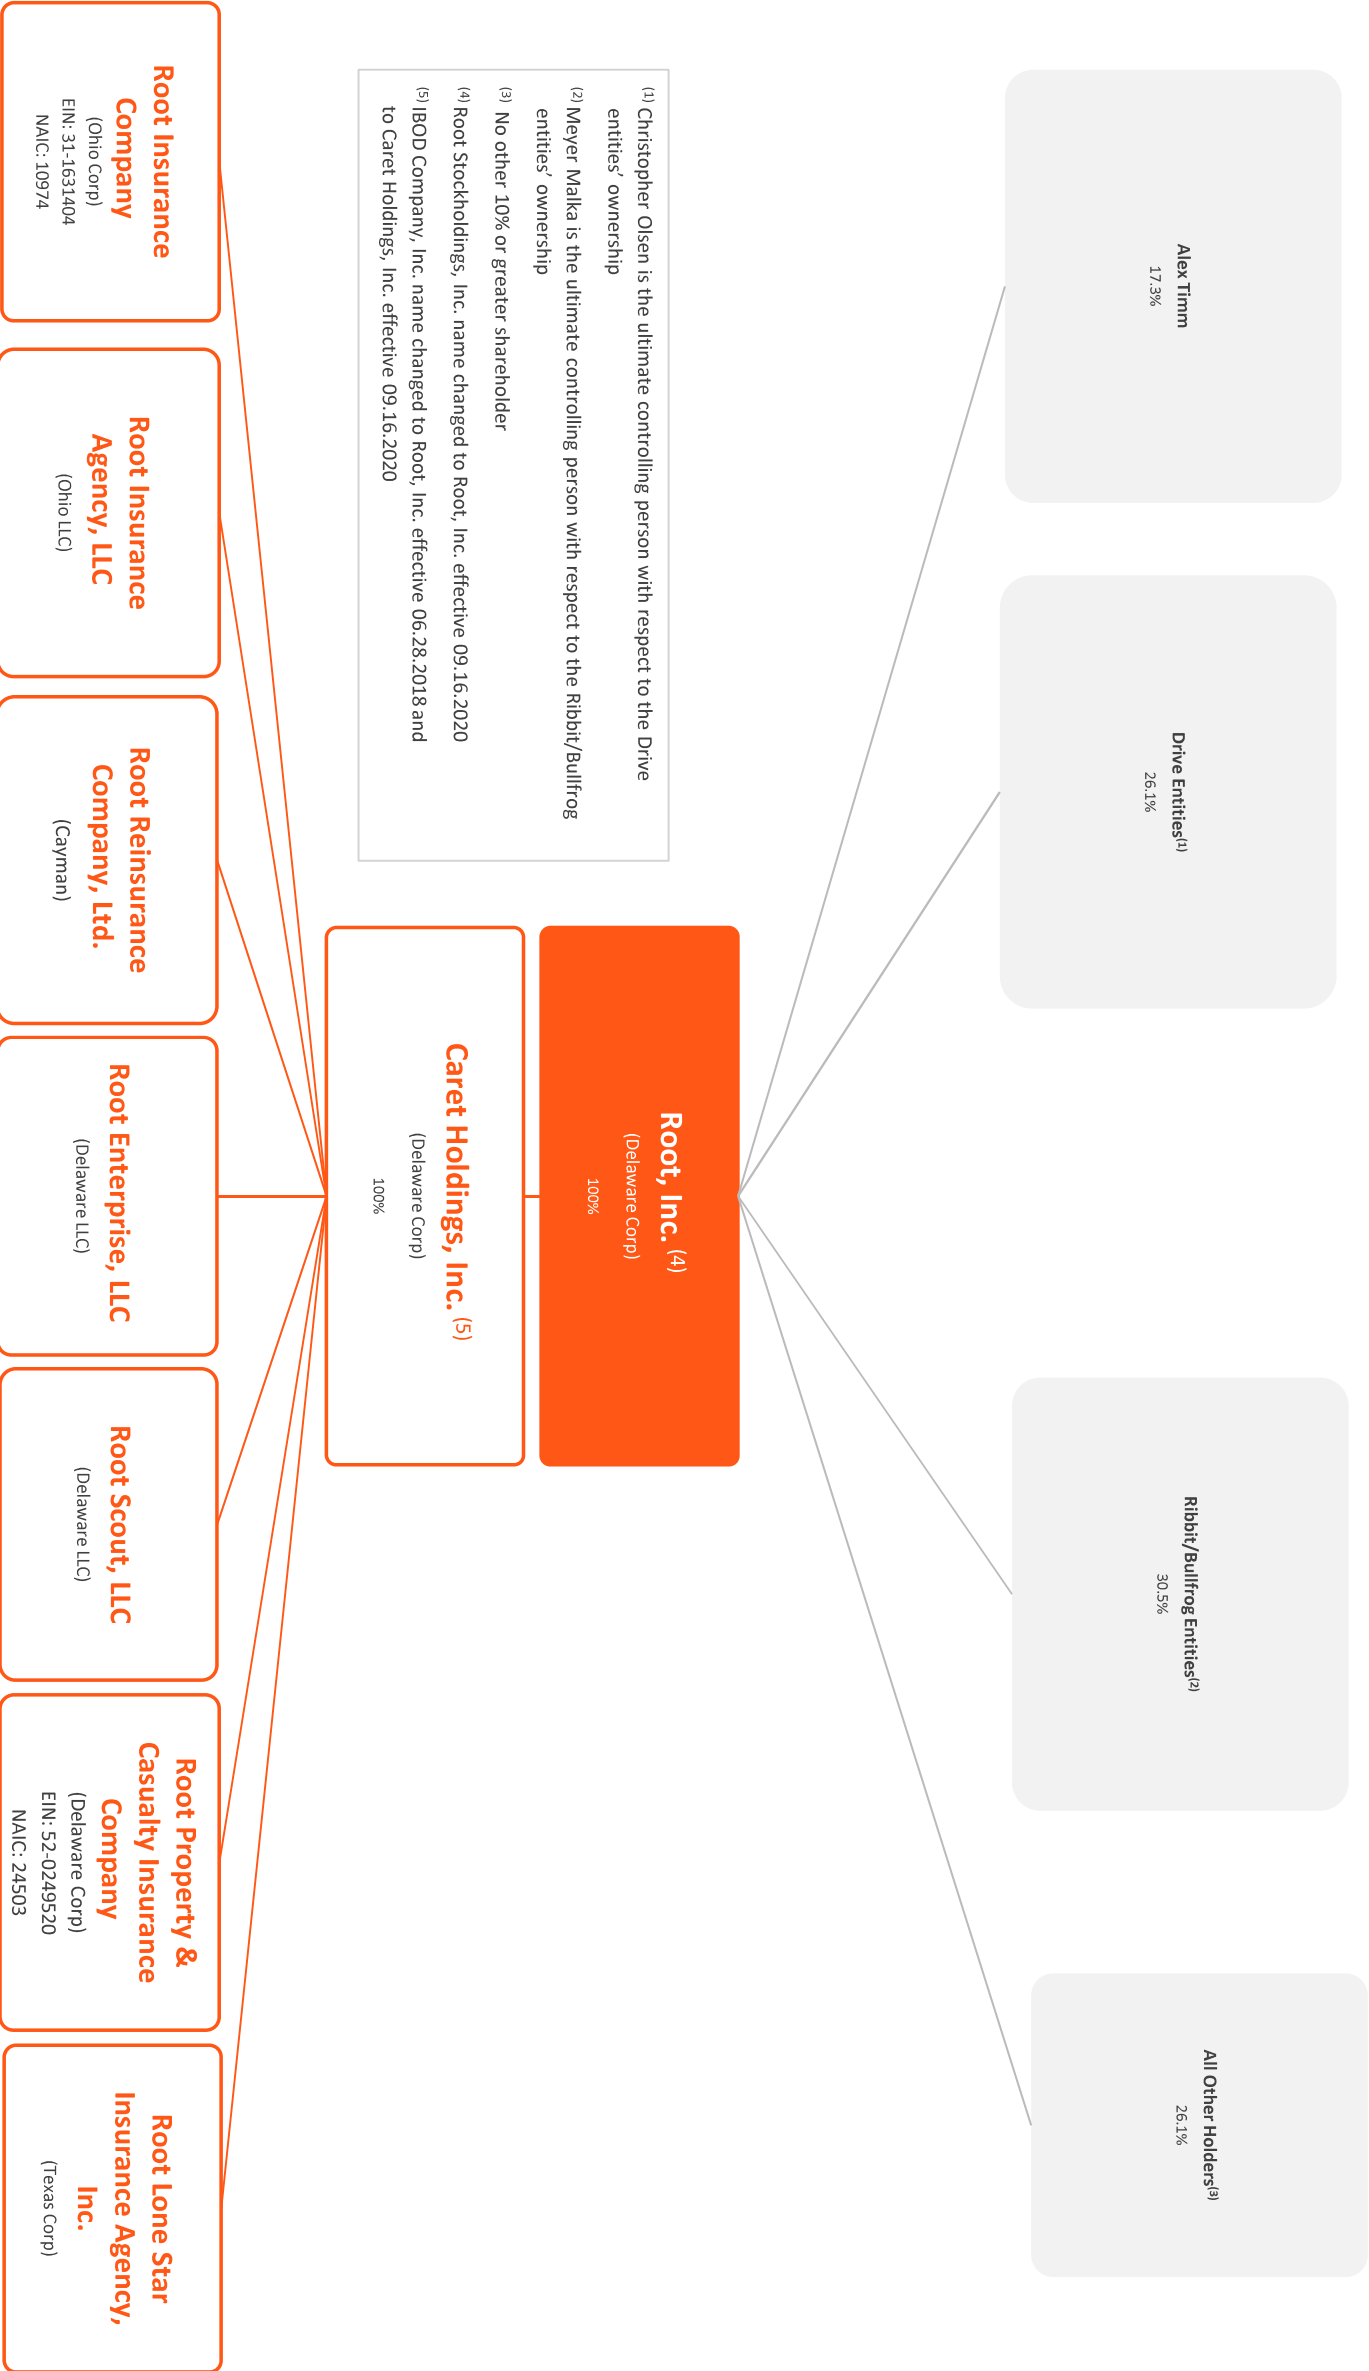 Alex Timm
17.3%
Drive Entities(1)
26.1%
Ribbit/Bullfrog Entities(2)
30.5%
All Other Holders(3)
26.1%
Root, Inc. (4)
(Delaware Corp)
100%
(1) Christopher Olsen is the ultimate controlling person with respect to the Drive
entities’ ownership
(2) Meyer Malka is the ultimate controlling person with respect to the Ribbit/Bullfrog
entities’ ownership
(3) No other 10% or greater shareholder
(4) Root Stockholdings, Inc. name changed to Root, Inc. effective 09.16.2020
(5) IBOD Company, Inc. name changed to Root, Inc. effective 06.28.2018 and
to Caret Holdings, Inc. effective 09.16.2020
Caret Holdings, Inc. (5)
(Delaware Corp)
100%
Root Insurance
Company
(Ohio Corp)
EIN: 31-1631404
NAIC: 10974
Root Insurance
Agency, LLC
(Ohio LLC)
Root Reinsurance
Company, Ltd.
(Cayman)
Root Enterprise, LLC
(Delaware LLC)
Root Scout, LLC
(Delaware LLC)
Root Property &
Casualty Insurance
Company
(Delaware Corp)
EIN: 52-0249520
NAIC: 24503
Root Lone Star
Insurance Agency,
Inc.
(Texas Corp)